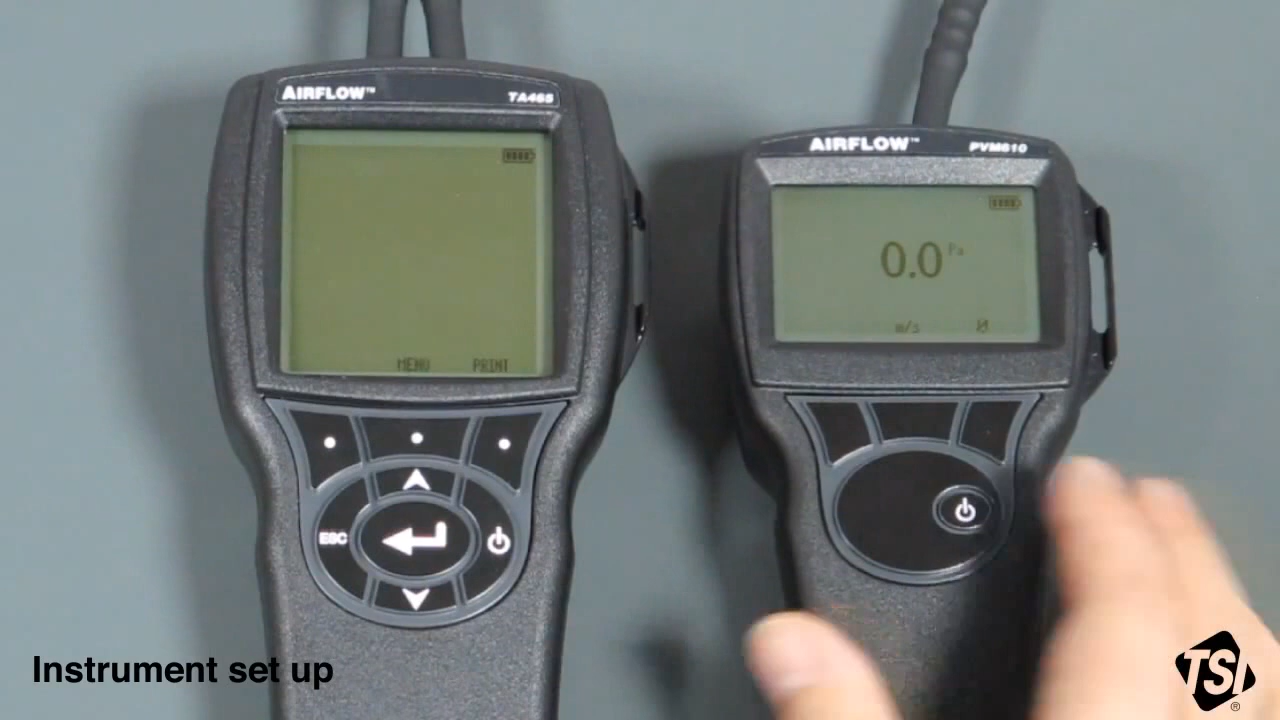 AIRFLOW™ TA465
MENU PRINT
ESC
AIRFLOW™ PVM610
0.0 Pa
m/s
Instrument set up
TSI®